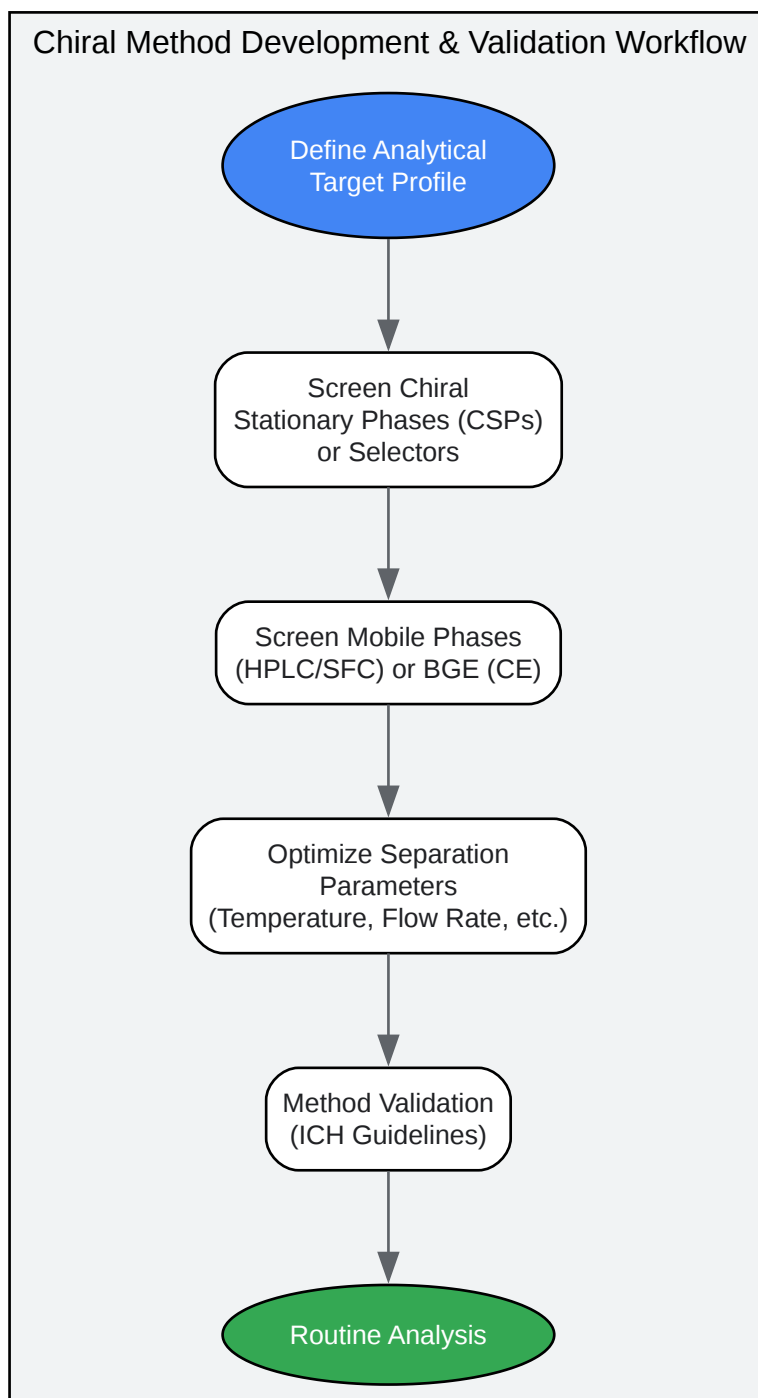 Chiral Method Development & Validation Workflow
Define Analytical
Target Profile
Screen Chiral
Stationary Phases (CSPs)
or Selectors
Screen Mobile Phases
(HPLC/SFC) or BGE (CE)
Optimize Separation
Parameters
(Temperature, Flow Rate, etc.)
Method Validation
(ICH Guidelines)
Routine Analysis